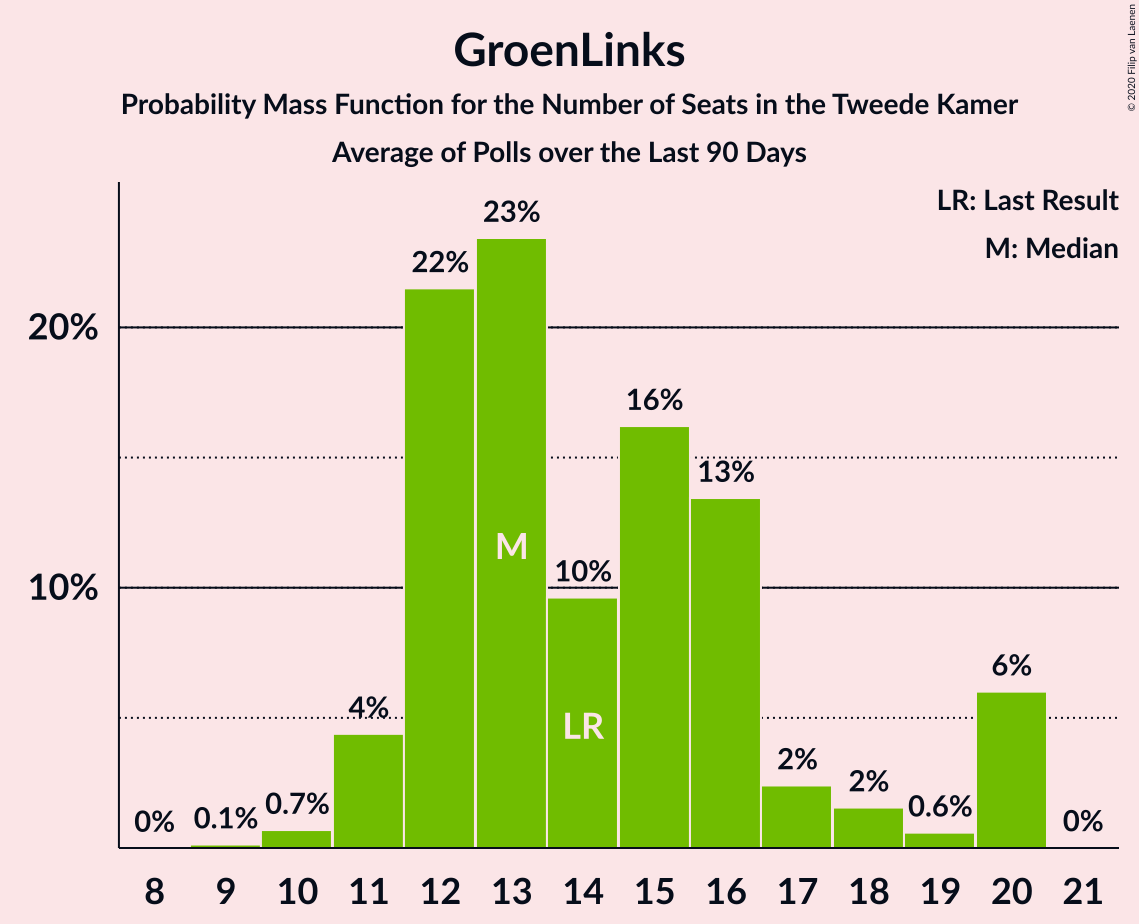 GroenLinks
Probability Mass Function for the Number of Seats in the Tweede Kamer
Average of Polls over the Last 90 Days
© 2020 Filip van Laenen
LR: Last Result
M: Median
20%
10%
0%
0.1%
0.7%
4%
22%
23%
10%
16%
13%
2%
2%
0.6%
6%
0%
M
LR
8 9 10 11 12 13 14 15 16 17 18 19 20 21